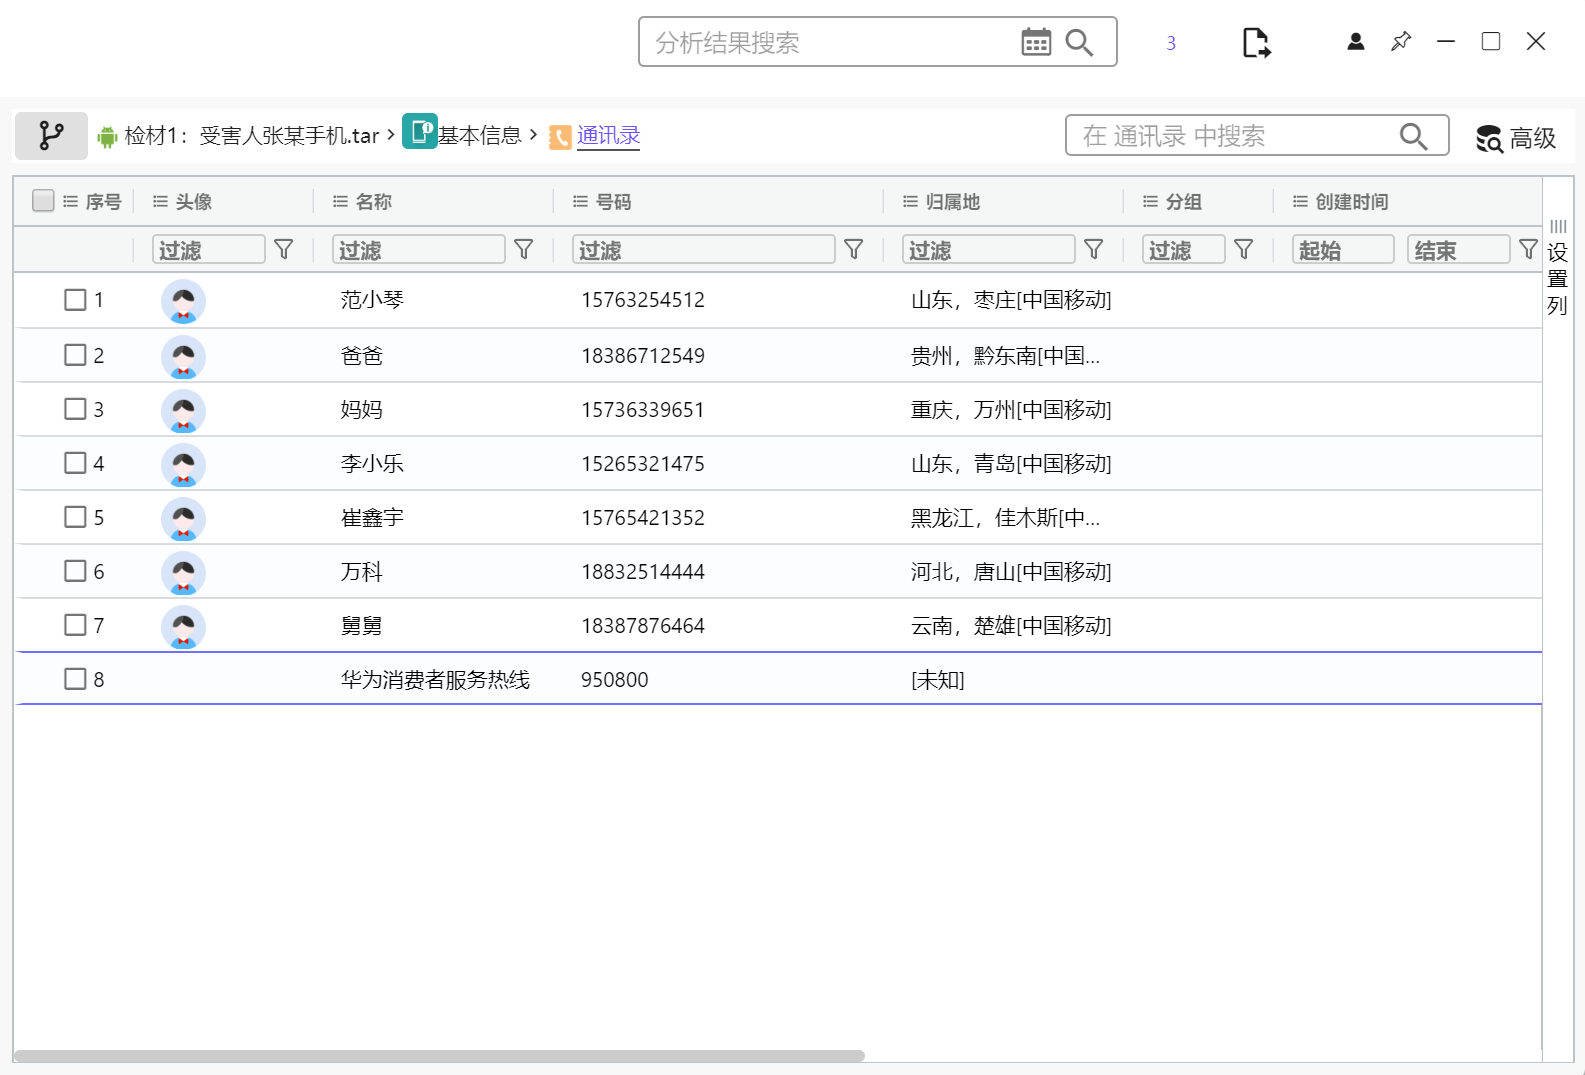 分析结果搜索
3
检材1：受害人张某手机.tar › 基本信息 › 通讯录
在 通讯录 中搜索
高级
序号 头像 名称 号码 归属地 分组 创建时间
过滤 过滤 过滤 过滤 过滤 起始 结束
设置列
1 范小琴 15763254512 山东，枣庄[中国移动]
2 爸爸 18386712549 贵州，黔东南[中国...
3 妈妈 15736339651 重庆，万州[中国移动]
4 李小乐 15265321475 山东，青岛[中国移动]
5 崔鑫宇 15765421352 黑龙江，佳木斯[中...
6 万科 18832514444 河北，唐山[中国移动]
7 舅舅 18387876464 云南，楚雄[中国移动]
8 华为消费者服务热线 950800 [未知]